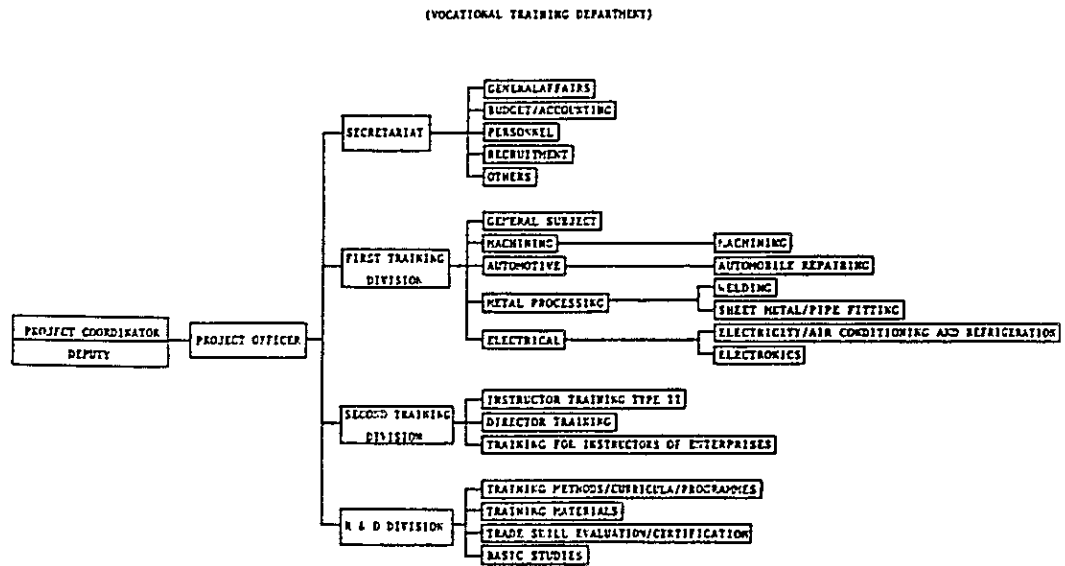 (VOCATIONAL TRAINING DEPARTMENT)
GENERALAFFAIRS
BUDGET/ACCOUNTING
SECRETARIAT
PERSONNEL
RECRUITMENT
OTHERS
GENERAL SUBJECT
MACHINING
MACHINING
FIRST TRAINING
DIVISION
AUTOMOTIVE
AUTOMOBILE REPAIRING
METAL PROCESSING
WELDING
SHEET METAL/PIPE FITTING
PROJECT COORDINATOR
DEPUTY
PROJECT OFFICER
ELECTRICAL
ELECTRICITY/AIR CONDITIONING AND REFRIGERATION
ELECTRONICS
SECOND TRAINING
DIVISION
INSTRUCTOR TRAINING TYPE II
DIRECTOR TRAINING
TRAINING FOR INSTRUCTORS OF ENTERPRISES
R & D DIVISION
TRAINING METHODS/CURRICULA/PROGRAMMES
TRAINING MATERIALS
TRADE SKILL EVALUATION/CERTIFICATION
BASIC STUDIES